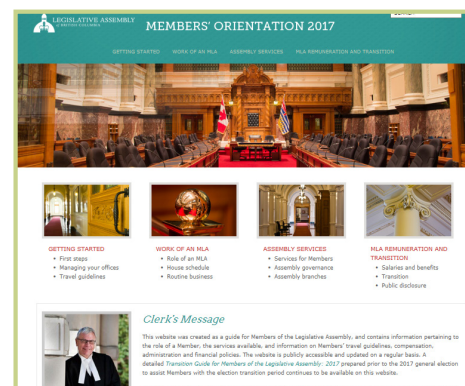 LEGISLATIVE ASSEMBLY
of BRITISH COLUMBIA
MEMBERS' ORIENTATION 2017
GETTING STARTED WORK OF AN MLA ASSEMBLY SERVICES MLA REMUNERATION AND TRANSITION
GETTING STARTED
• First steps
• Managing your offices
• Travel guidelines
WORK OF AN MLA
• Role of an MLA
• House schedule
• Routine business
ASSEMBLY SERVICES
• Services for Members
• Assembly governance
• Assembly branches
MLA REMUNERATION AND
TRANSITION
• Salaries and benefits
• Transition
• Public disclosure
Clerk's Message
This website was created as a guide for Members of the Legislative Assembly, and contains information pertaining to
the role of a Member, the services available, and information on Members' travel guidelines, compensation,
administration and financial policies. The website is publicly accessible and updated on a regular basis. A
detailed Transition Guide for Members of the Legislative Assembly: 2017 prepared prior to the 2017 general election
to assist Members with the election transition period continues to be available on this website.